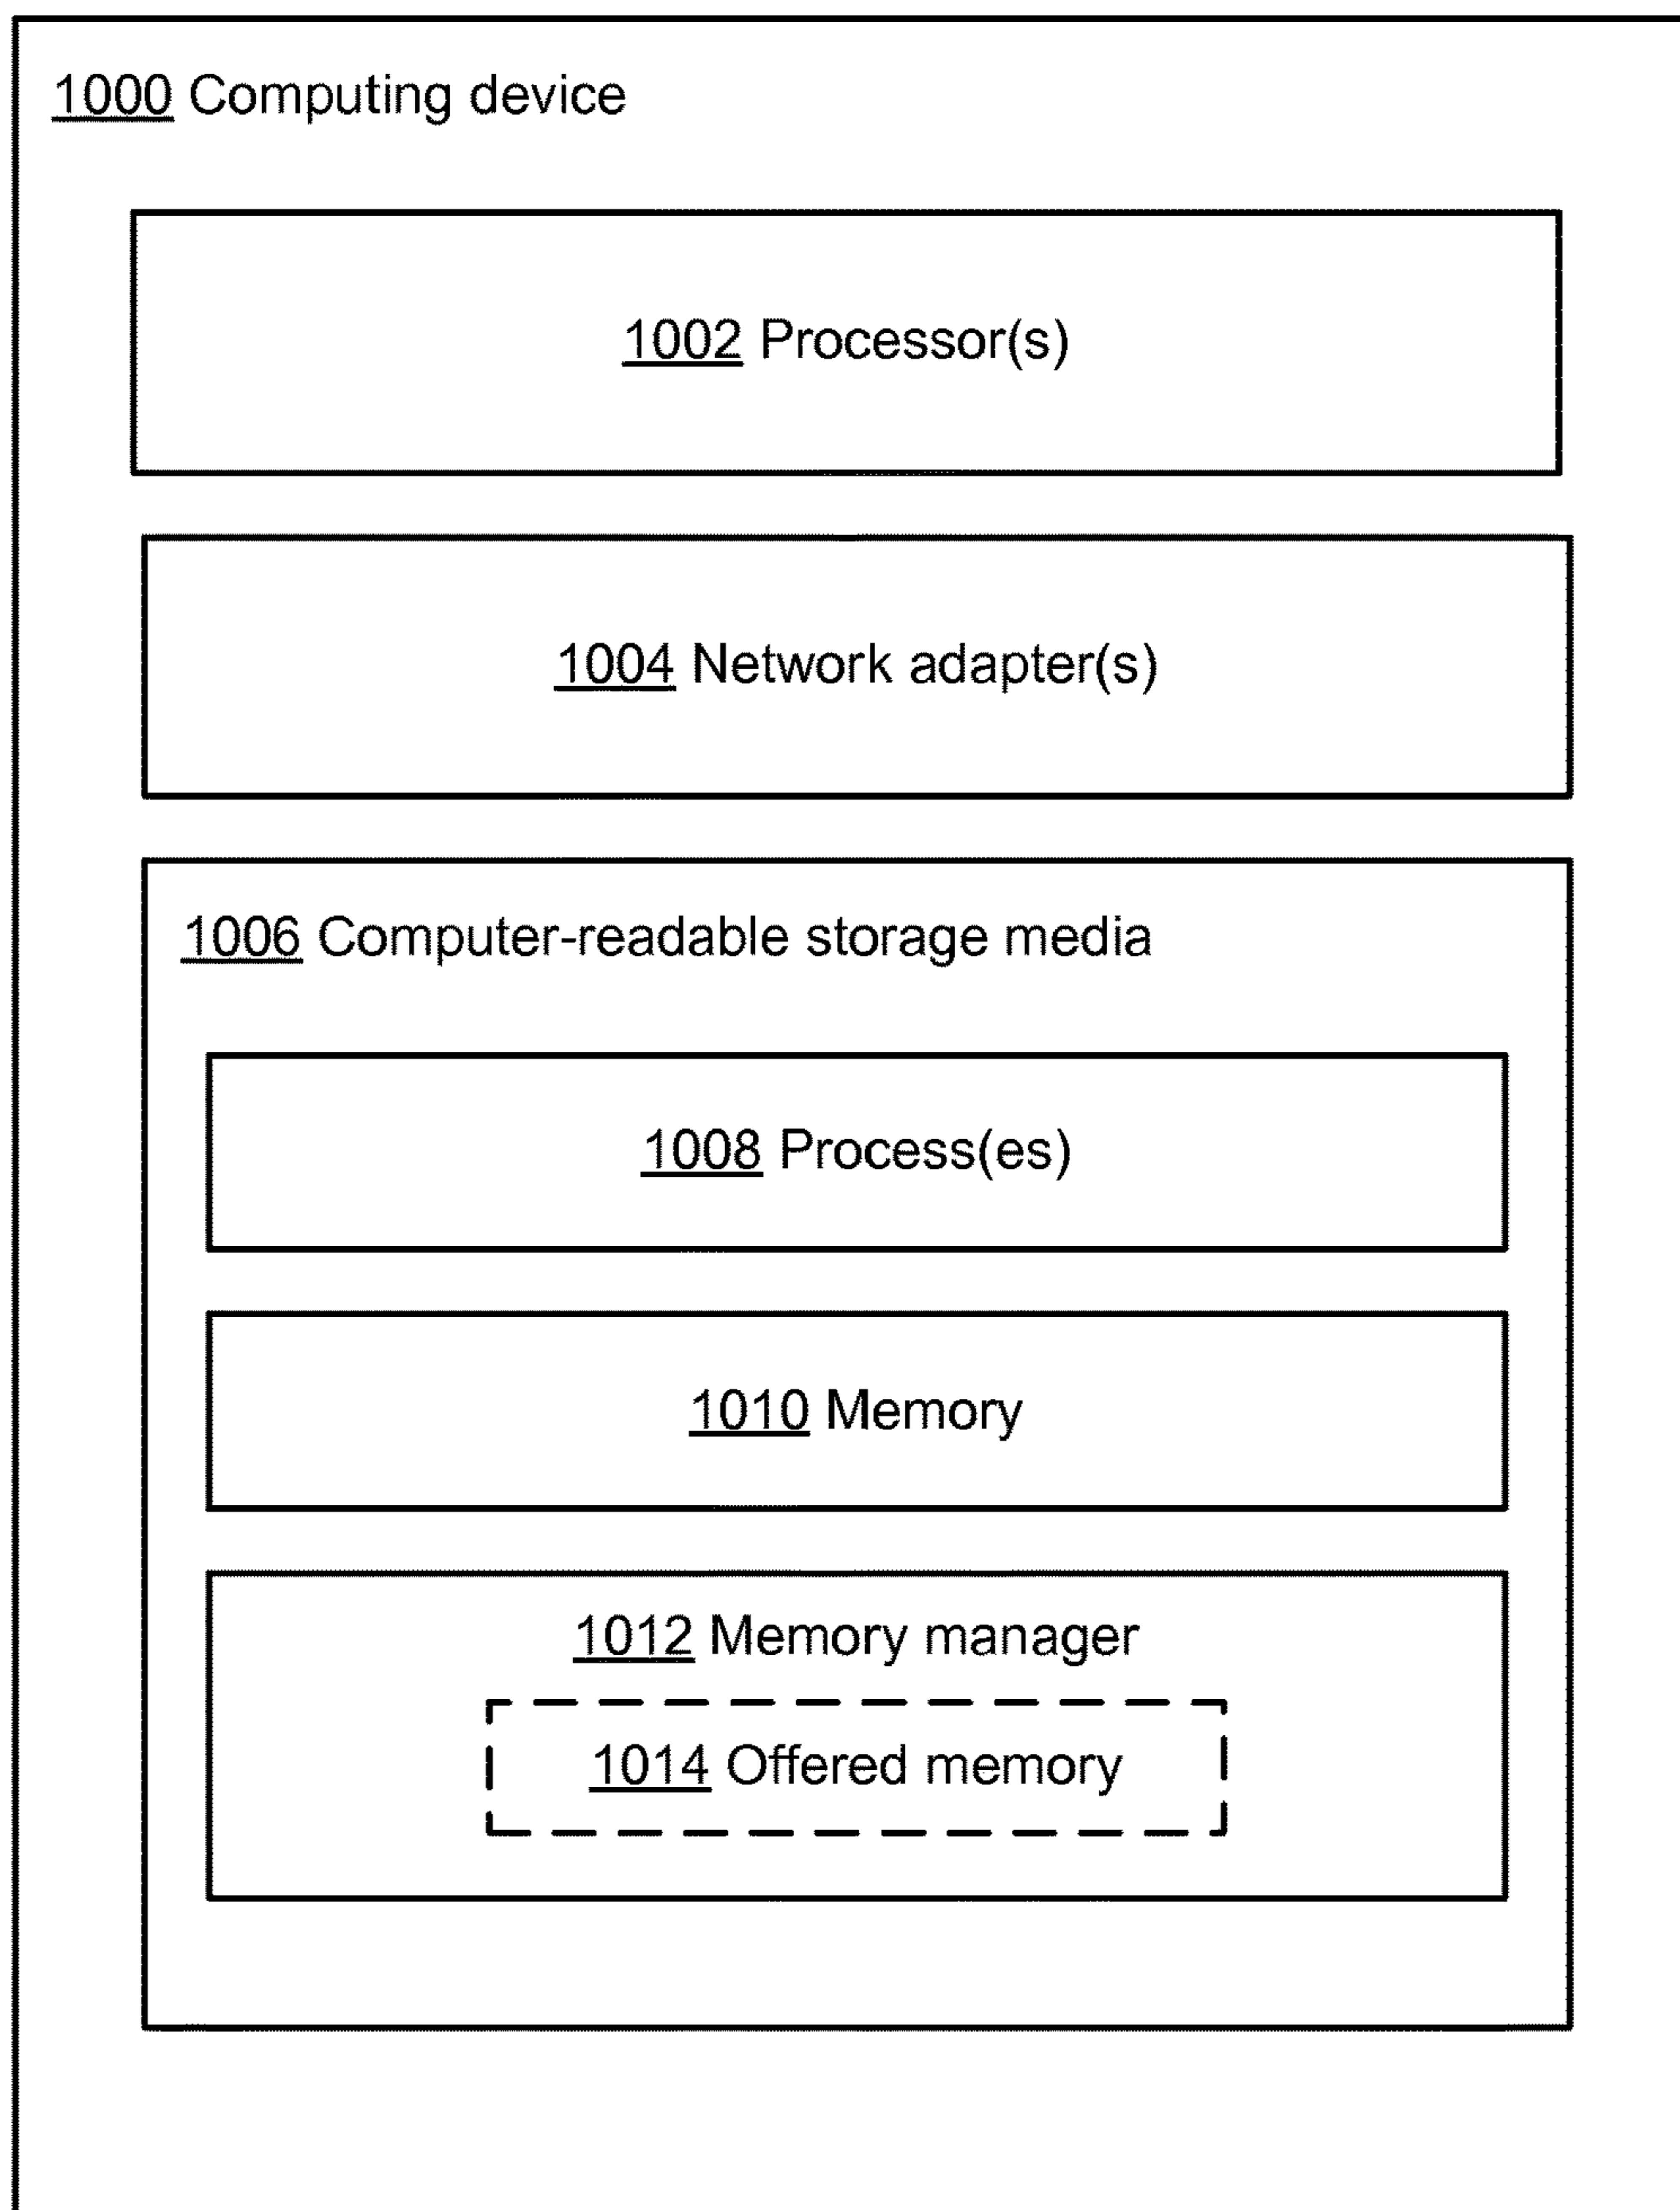 1000 Computing device
1002 Processor(s)
1004 Network adapter(s)
1006 Computer-readable storage media
1008 Process(es)
1010 Memory
1012 Memory manager
1014 Offered memory